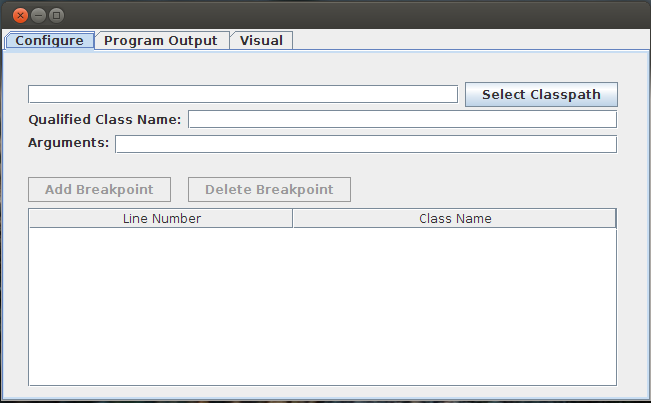 Configure Program Output Visual
Select Classpath
Qualified Class Name:
Arguments:
Add Breakpoint Delete Breakpoint
Line Number Class Name